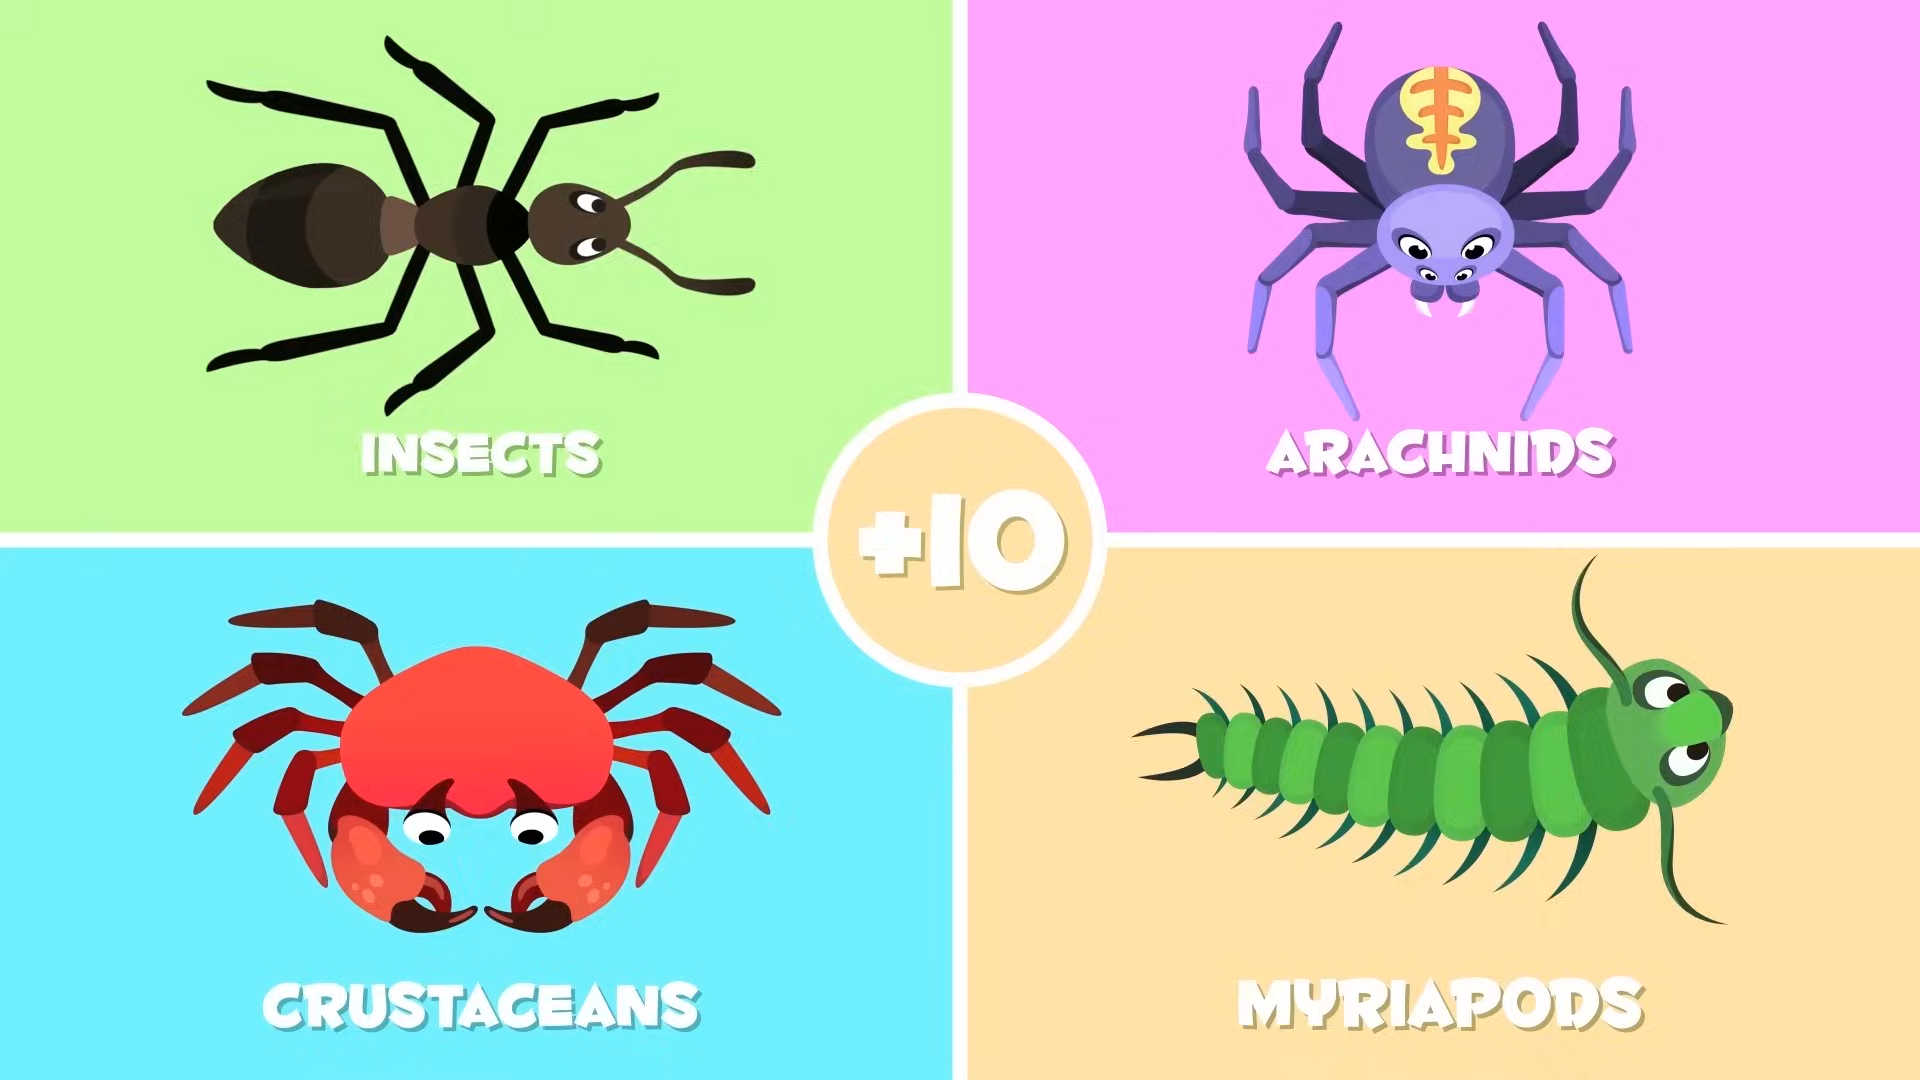 INSECTS
ARACHNIDS
+10
CRUSTACEANS
MYRIAPODS